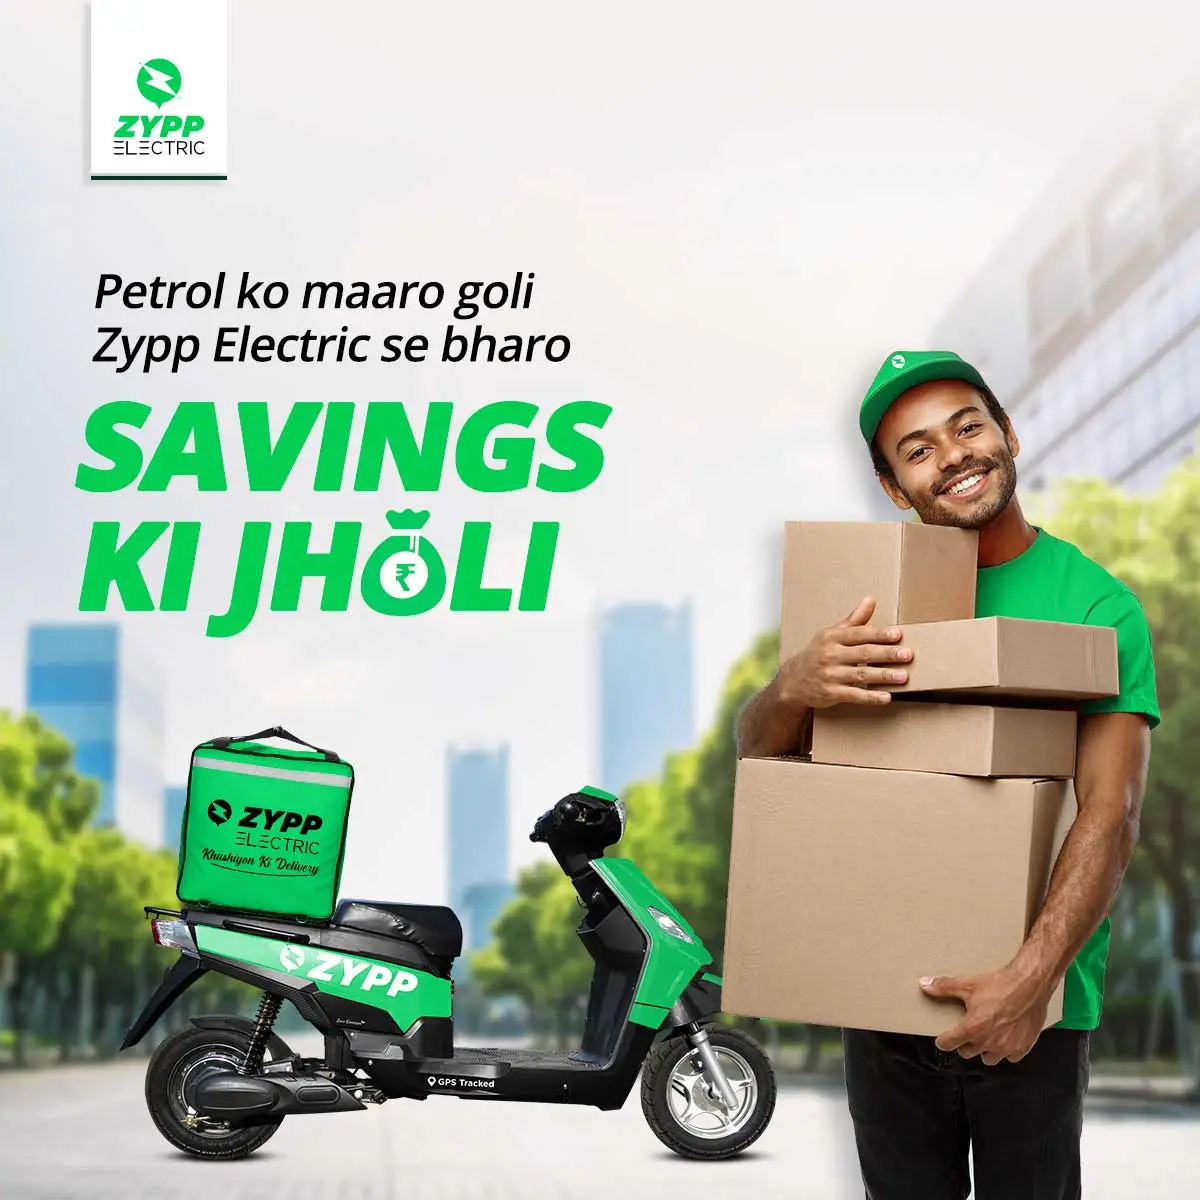 ZYPP
ELECTRIC
Petrol ko maaro goli
Zypp Electric se bharo
SAVINGS
KI JHOLI
₹
ZYPP
ELECTRIC
Khushiyon Ki Delivery
ZYPP
GPS Tracked